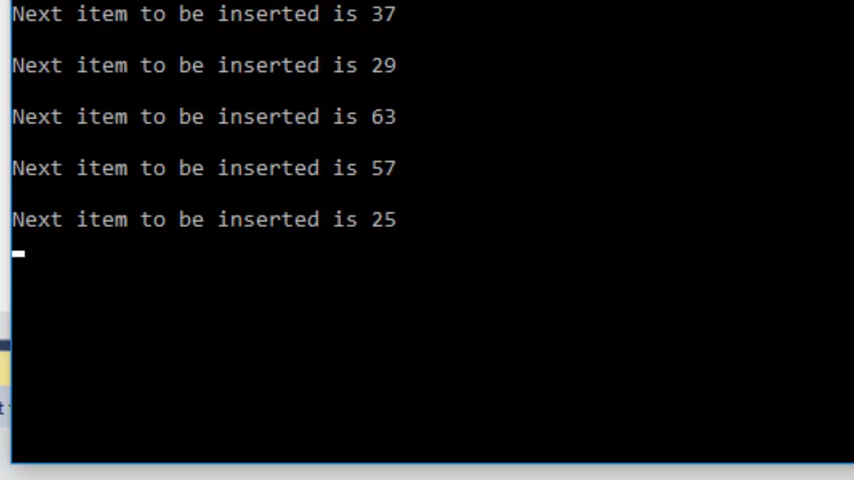 Next item to be inserted is 37
Next item to be inserted is 29
Next item to be inserted is 63
Next item to be inserted is 57
Next item to be inserted is 25